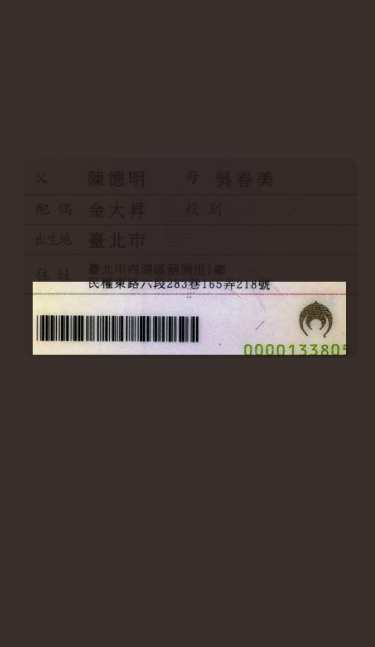 父 陳德明 母 吳春美
配偶 金大昇 役別
出生地 臺北市
住址 臺北市內湖區葫洲里1鄰
民權東路六段283巷165弄218號
0000133805